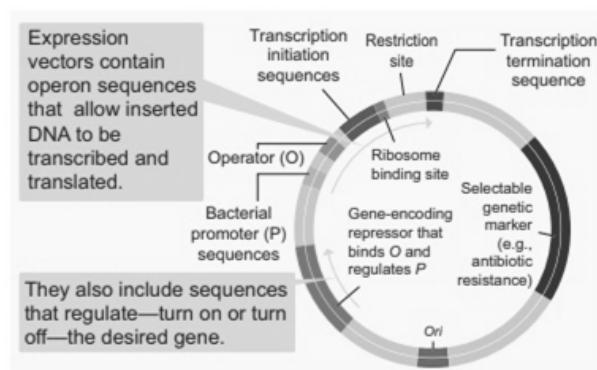 Expression
vectors contain
operon sequences
that allow inserted
DNA to be
transcribed and
translated.
Transcription
initiation
sequences
Restriction
site
Transcription
termination
sequence
Operator (O)
Ribosome
binding site
Bacterial
promoter (P)
sequences
Gene-encoding
repressor that
binds O and
regulates P
Selectable
genetic
marker
(e.g.,
antibiotic
resistance)
They also include sequences
that regulate—turn on or turn
off—the desired gene.
Ori